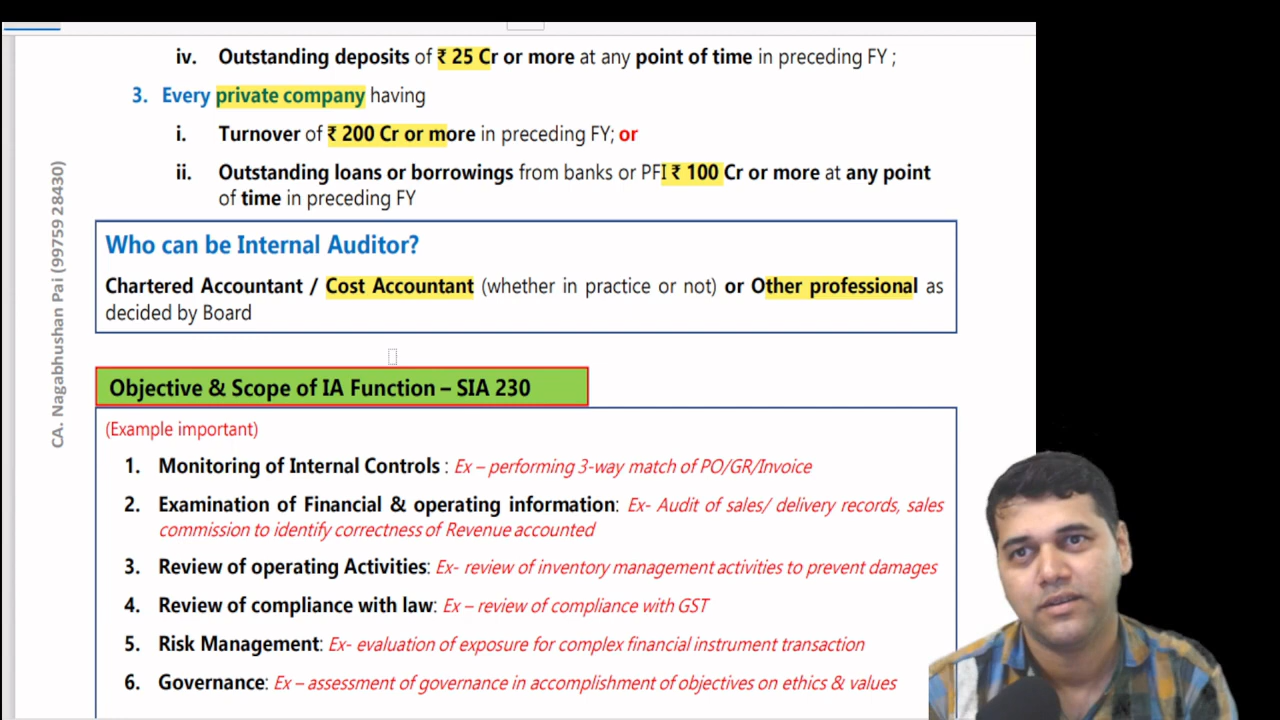 iv. Outstanding deposits of ₹ 25 Cr or more at any point of time in preceding FY ;
3. Every private company having
i. Turnover of ₹ 200 Cr or more in preceding FY; or
ii. Outstanding loans or borrowings from banks or PFI ₹ 100 Cr or more at any point
of time in preceding FY
CA. Nagabhushan Pai (99759 28430)
Who can be Internal Auditor?
Chartered Accountant / Cost Accountant (whether in practice or not) or Other professional as
decided by Board
Objective & Scope of IA Function – SIA 230
(Example important)
1. Monitoring of Internal Controls : Ex – performing 3-way match of PO/GR/Invoice
2. Examination of Financial & operating information: Ex- Audit of sales/ delivery records, sales
commission to identify correctness of Revenue accounted
3. Review of operating Activities: Ex- review of inventory management activities to prevent damages
4. Review of compliance with law: Ex – review of compliance with GST
5. Risk Management: Ex- evaluation of exposure for complex financial instrument transaction
6. Governance: Ex – assessment of governance in accomplishment of objectives on ethics & values